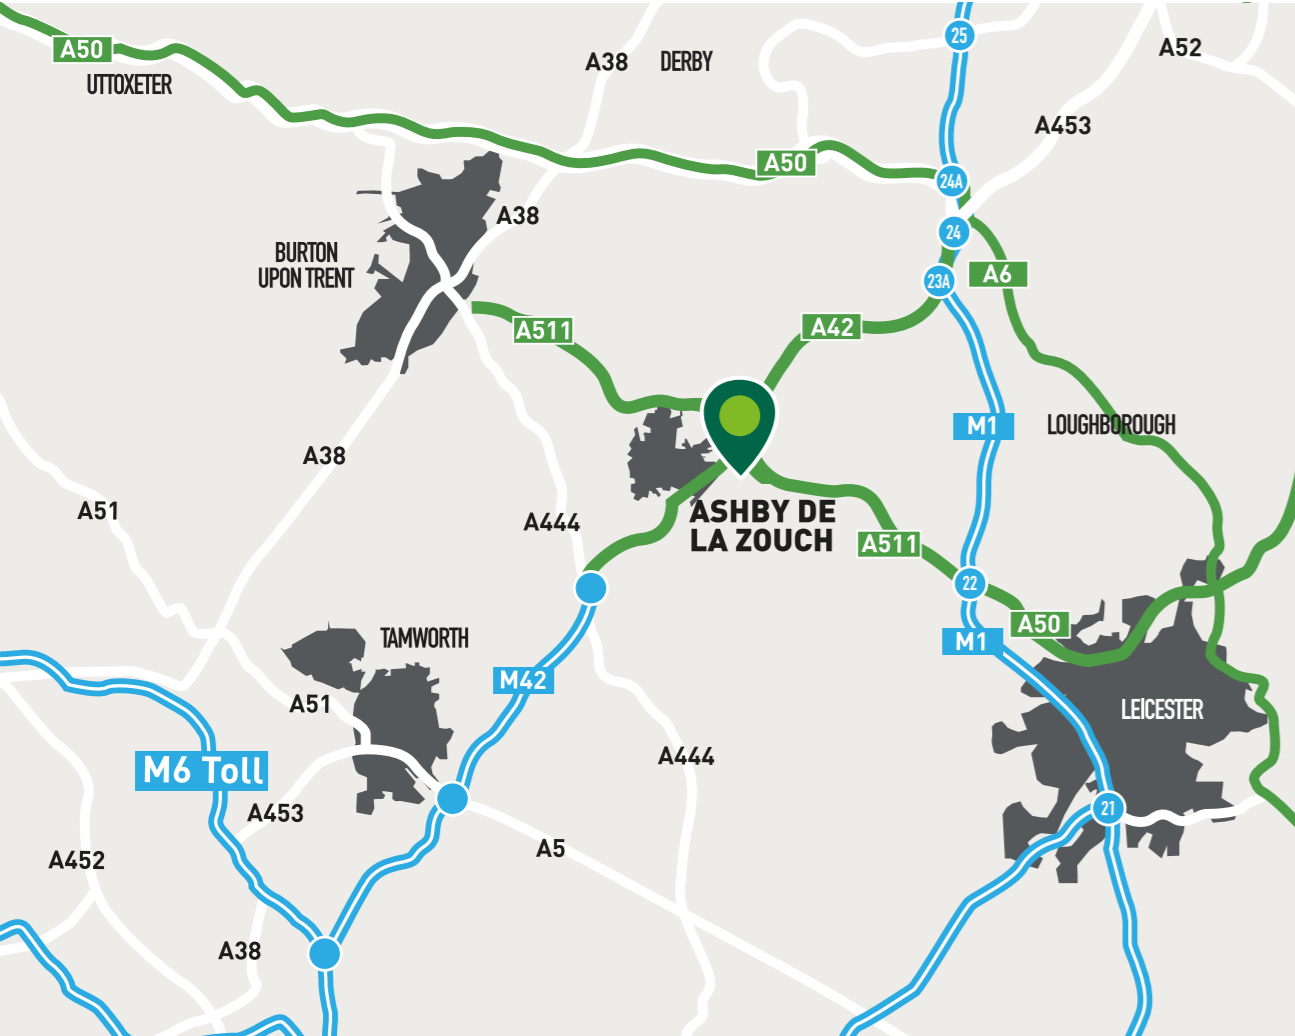 25
A50
A52
A38
DERBY
UTTOXETER
A453
A50
24A
A38
24
BURTON
UPON TRENT
A6
23A
A511
A42
M1
LOUGHBOROUGH
A38
A51
ASHBY DE
LA ZOUCH
A444
A511
22
A50
TAMWORTH
M1
M42
A51
LEICESTER
A444
M6 Toll
21
A453
A5
A452
A38